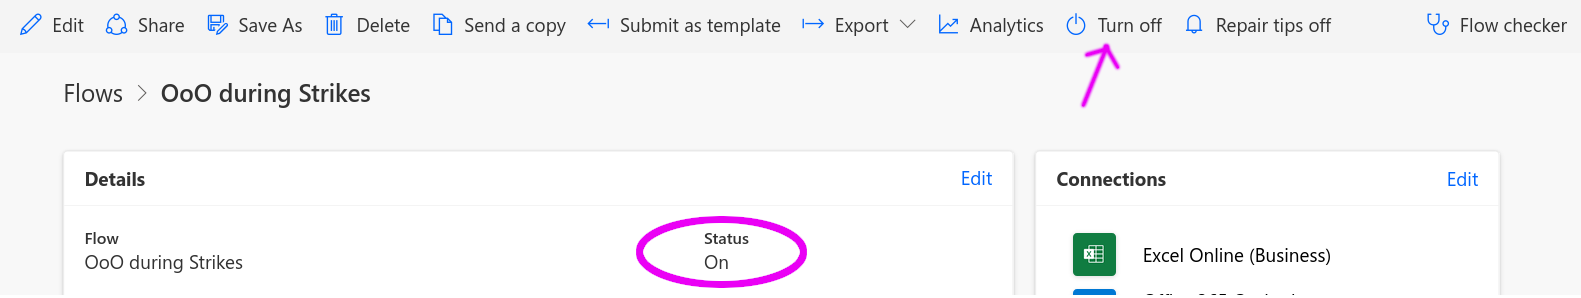 Edit Share Save As Delete Send a copy Submit as template Export Analytics Turn off Repair tips off Flow checker
Flows > OoO during Strikes
Details Edit
Connections Edit
Flow
OoO during Strikes
Status
On
Excel Online (Business)